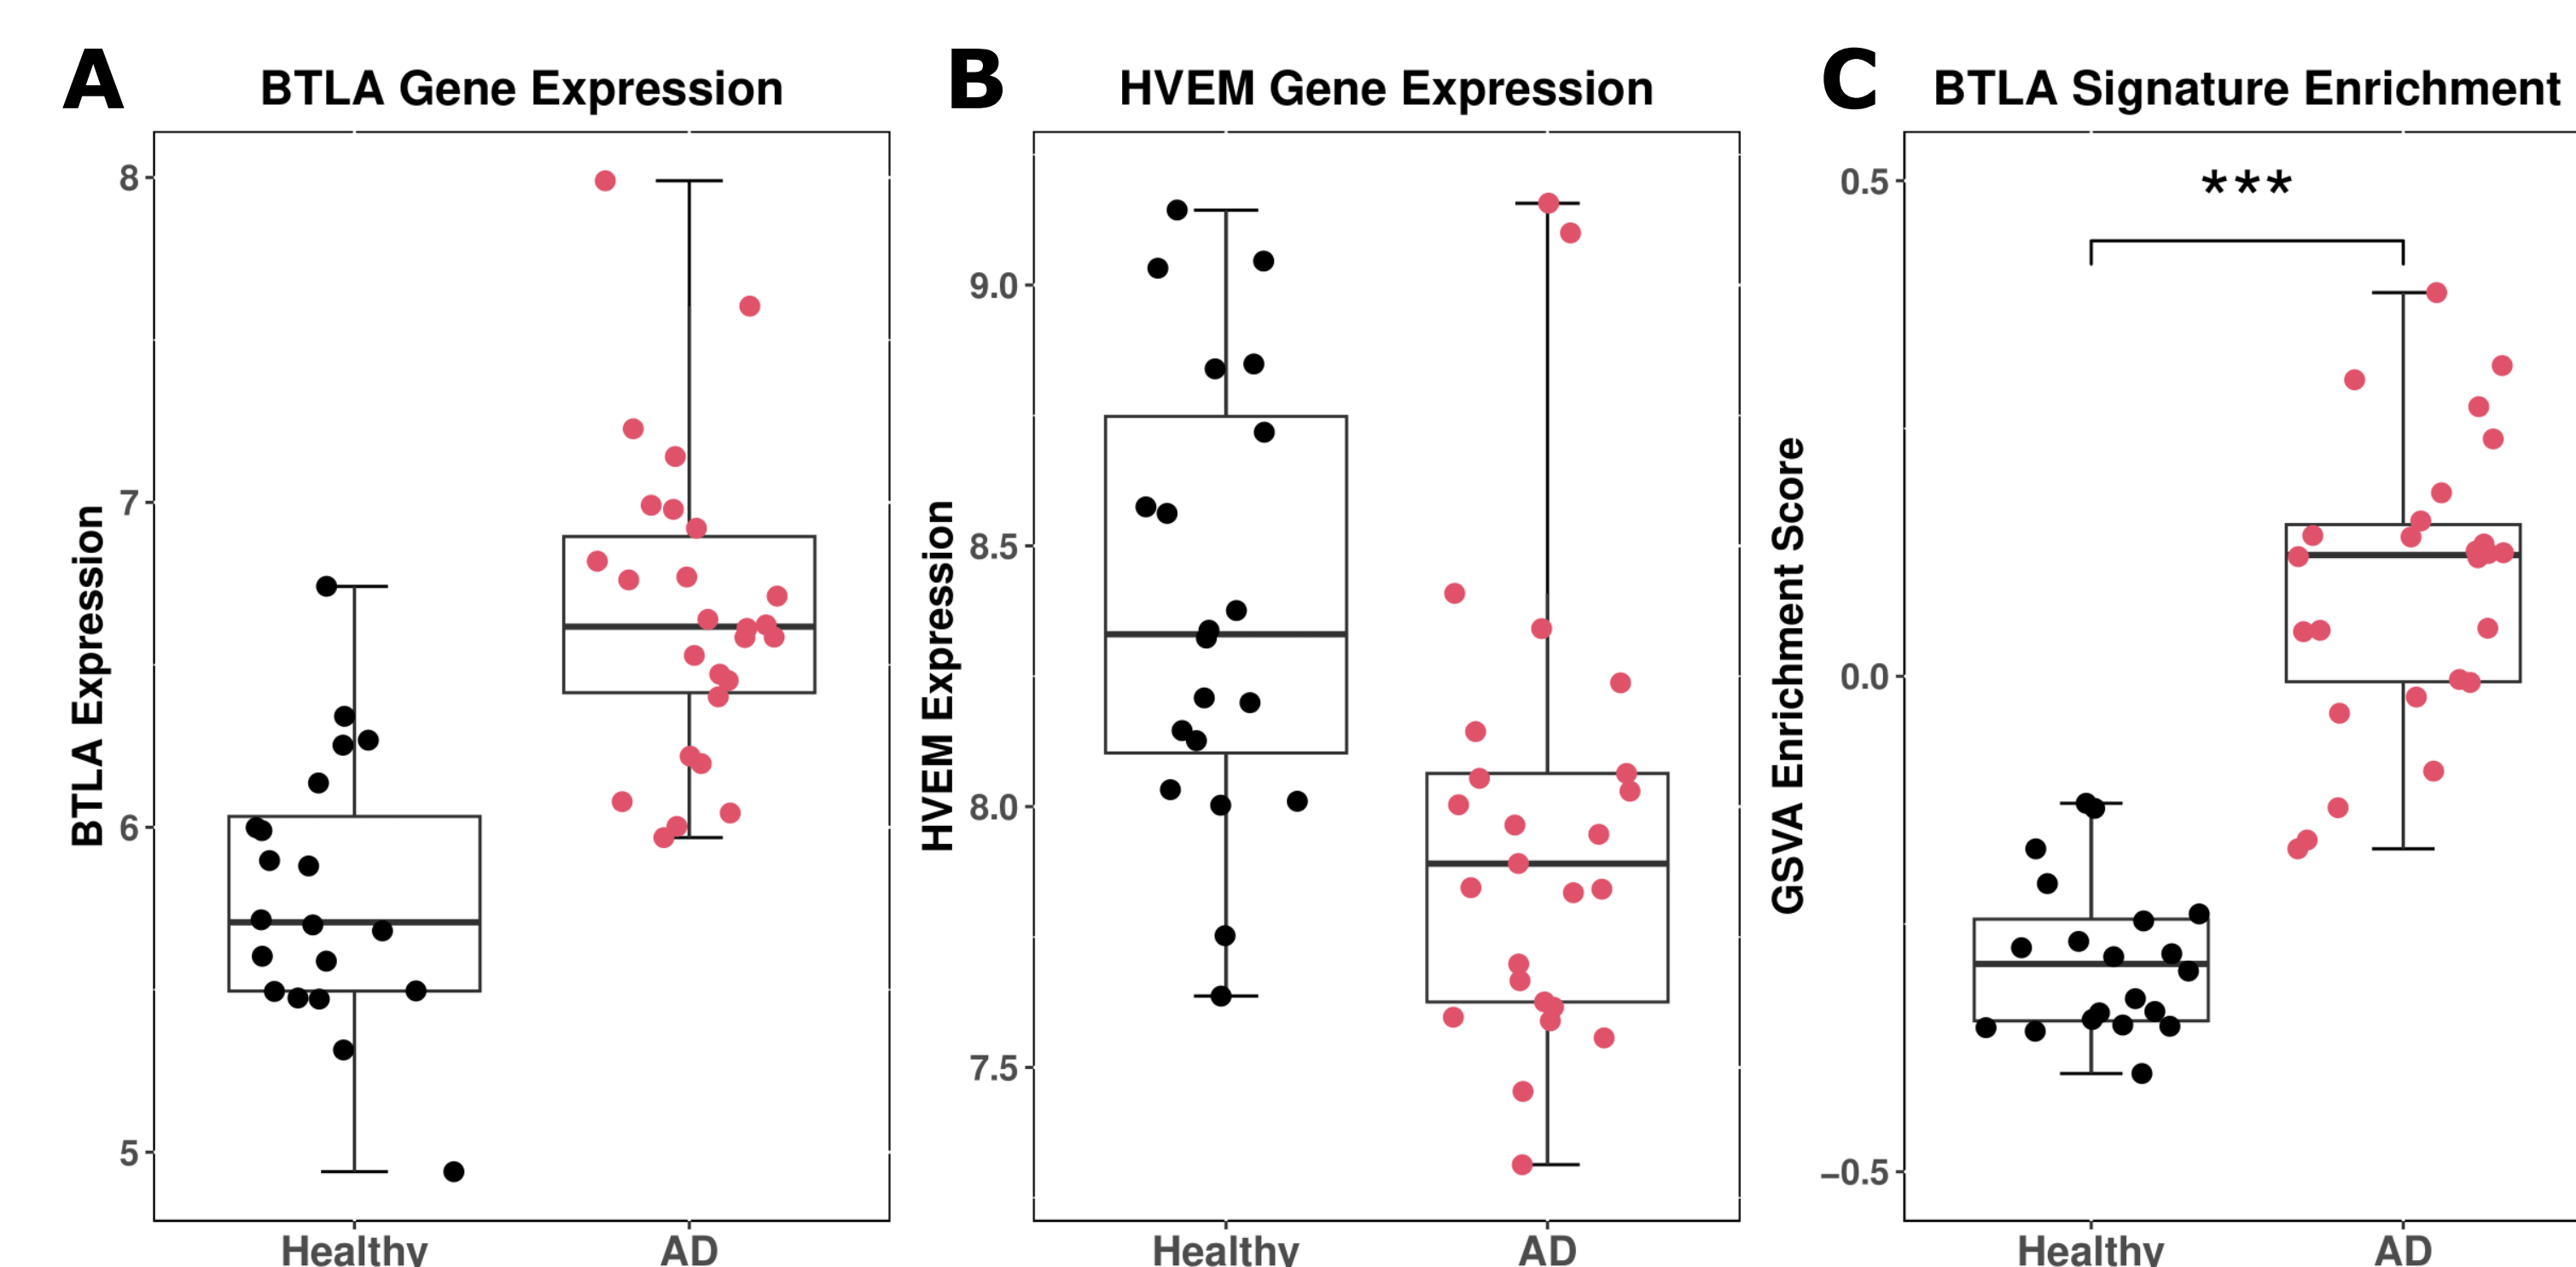 A BTLA Gene Expression
BTLA Expression
8
7
6
5
Healthy AD
B HVEM Gene Expression
HVEM Expression
9.0
8.5
8.0
7.5
Healthy AD
C BTLA Signature Enrichment
GSVA Enrichment Score
0.5
0.0
−0.5
***
Healthy AD